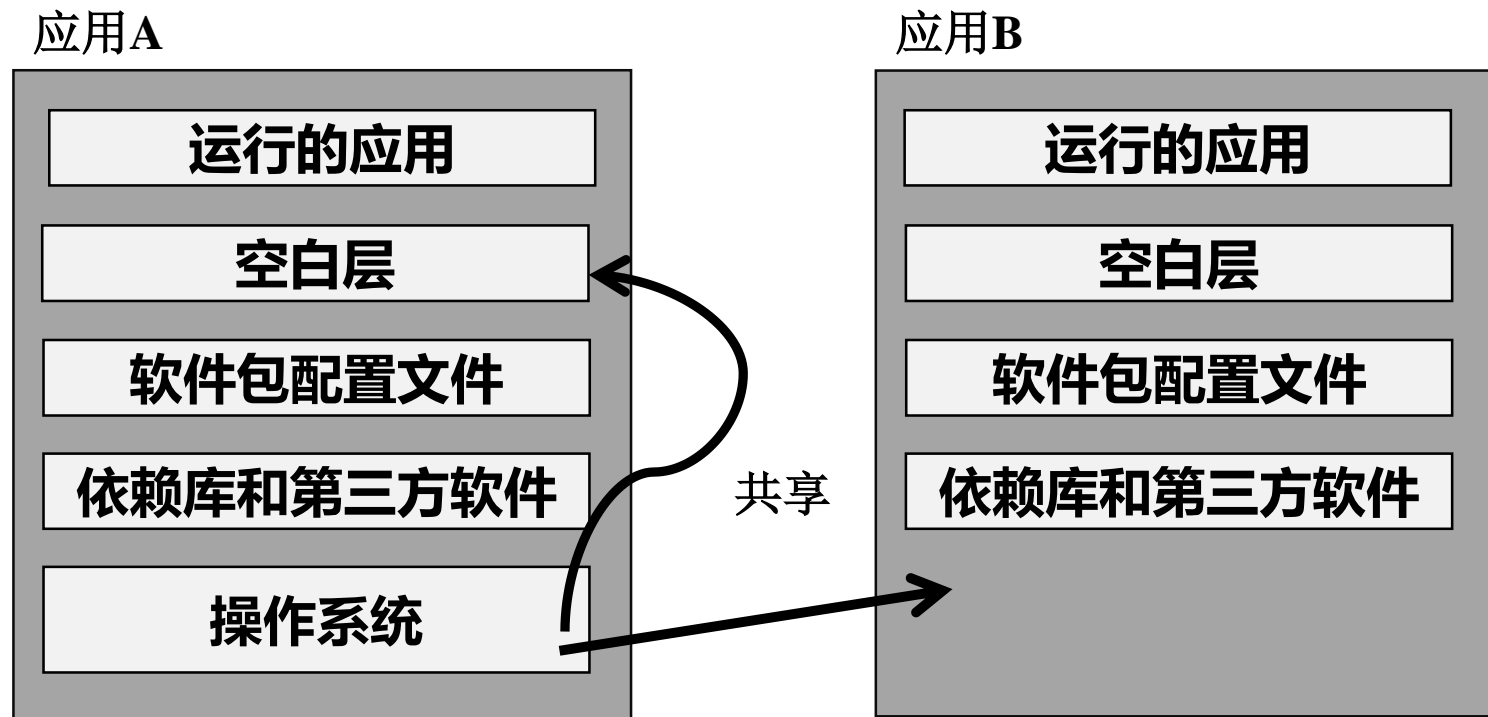 应用A
运行的应用
空白层
软件包配置文件
依赖库和第三方软件
操作系统
共享
应用B
运行的应用
空白层
软件包配置文件
依赖库和第三方软件